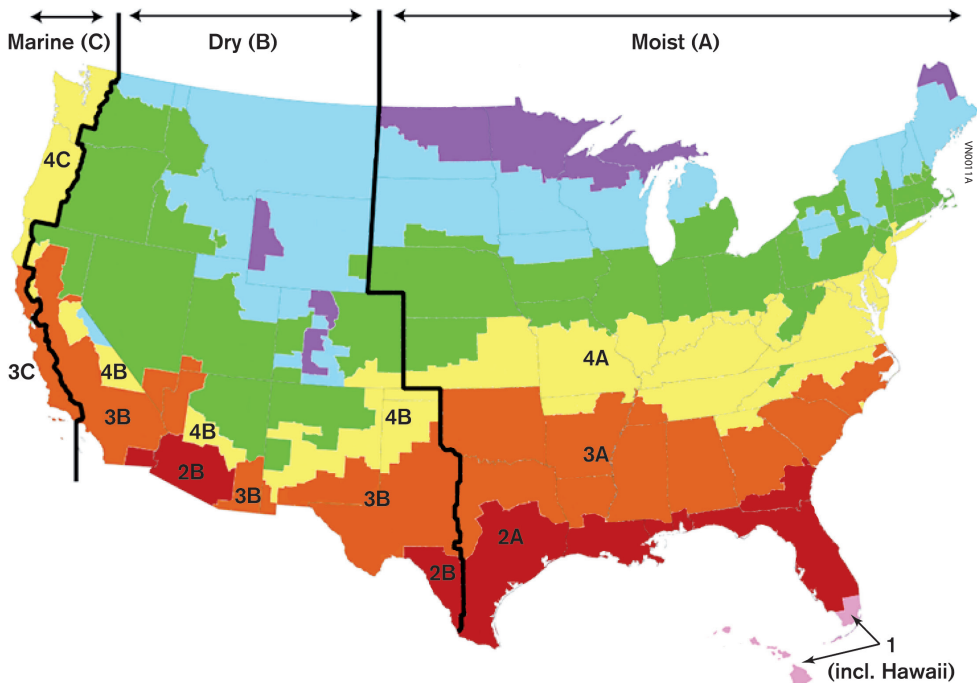 Marine (C)
Dry (B)
Moist (A)
VN0011A
4C
3C
4B
3B
4B
2B
3B
4B
3B
2B
4A
3A
2A
1
(incl. Hawaii)